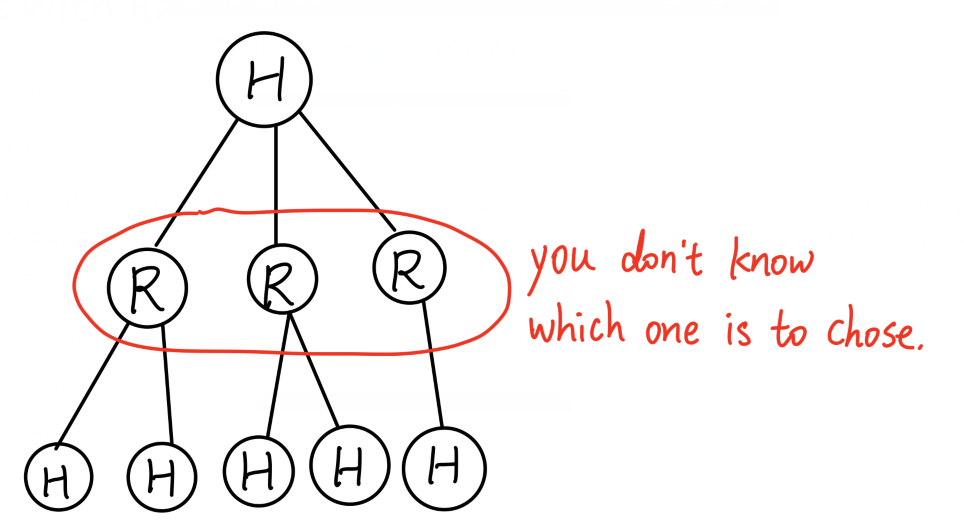 H
R R R
you don't know
which one is to chose.
H H H H H